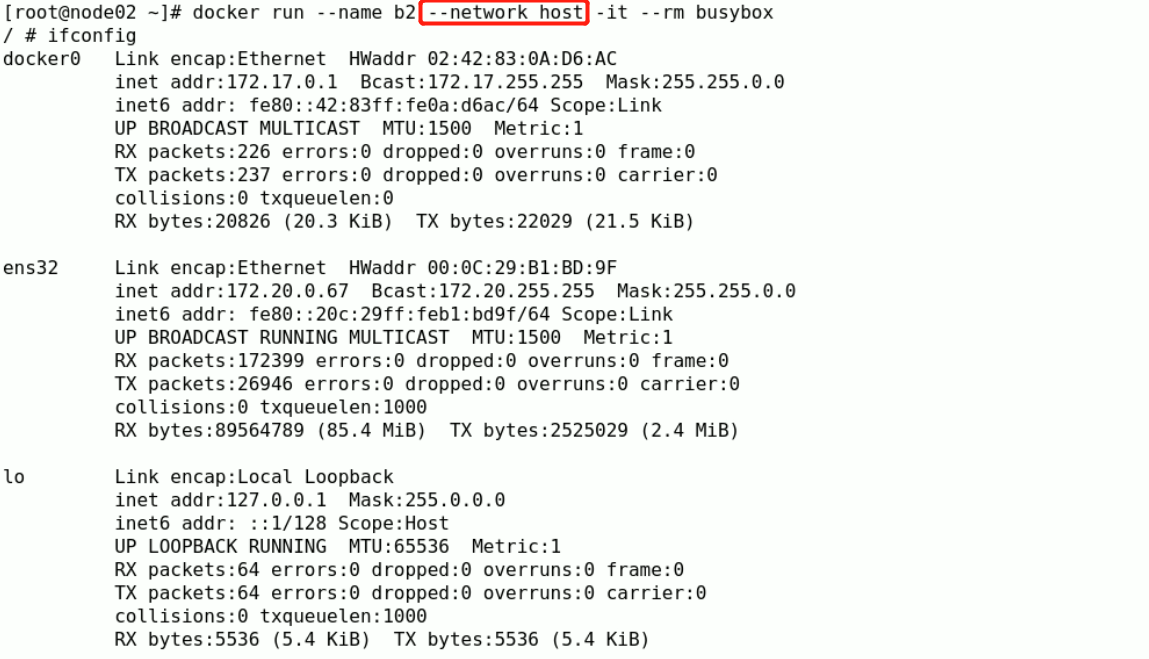 [root@node02 ~]# docker run --name b2 --network host -it --rm busybox
/ # ifconfig
docker0   Link encap:Ethernet  HWaddr 02:42:83:0A:D6:AC
          inet addr:172.17.0.1  Bcast:172.17.255.255  Mask:255.255.0.0
          inet6 addr: fe80::42:83ff:fe0a:d6ac/64 Scope:Link
          UP BROADCAST MULTICAST  MTU:1500  Metric:1
          RX packets:226 errors:0 dropped:0 overruns:0 frame:0
          TX packets:237 errors:0 dropped:0 overruns:0 carrier:0
          collisions:0 txqueuelen:0
          RX bytes:20826 (20.3 KiB)  TX bytes:22029 (21.5 KiB)

ens32     Link encap:Ethernet  HWaddr 00:0C:29:B1:BD:9F
          inet addr:172.20.0.67  Bcast:172.20.255.255  Mask:255.255.0.0
          inet6 addr: fe80::20c:29ff:feb1:bd9f/64 Scope:Link
          UP BROADCAST RUNNING MULTICAST  MTU:1500  Metric:1
          RX packets:172399 errors:0 dropped:0 overruns:0 frame:0
          TX packets:26946 errors:0 dropped:0 overruns:0 carrier:0
          collisions:0 txqueuelen:1000
          RX bytes:89564789 (85.4 MiB)  TX bytes:2525029 (2.4 MiB)

lo        Link encap:Local Loopback
          inet addr:127.0.0.1  Mask:255.0.0.0
          inet6 addr: ::1/128 Scope:Host
          UP LOOPBACK RUNNING  MTU:65536  Metric:1
          RX packets:64 errors:0 dropped:0 overruns:0 frame:0
          TX packets:64 errors:0 dropped:0 overruns:0 carrier:0
          collisions:0 txqueuelen:1000
          RX bytes:5536 (5.4 KiB)  TX bytes:5536 (5.4 KiB)